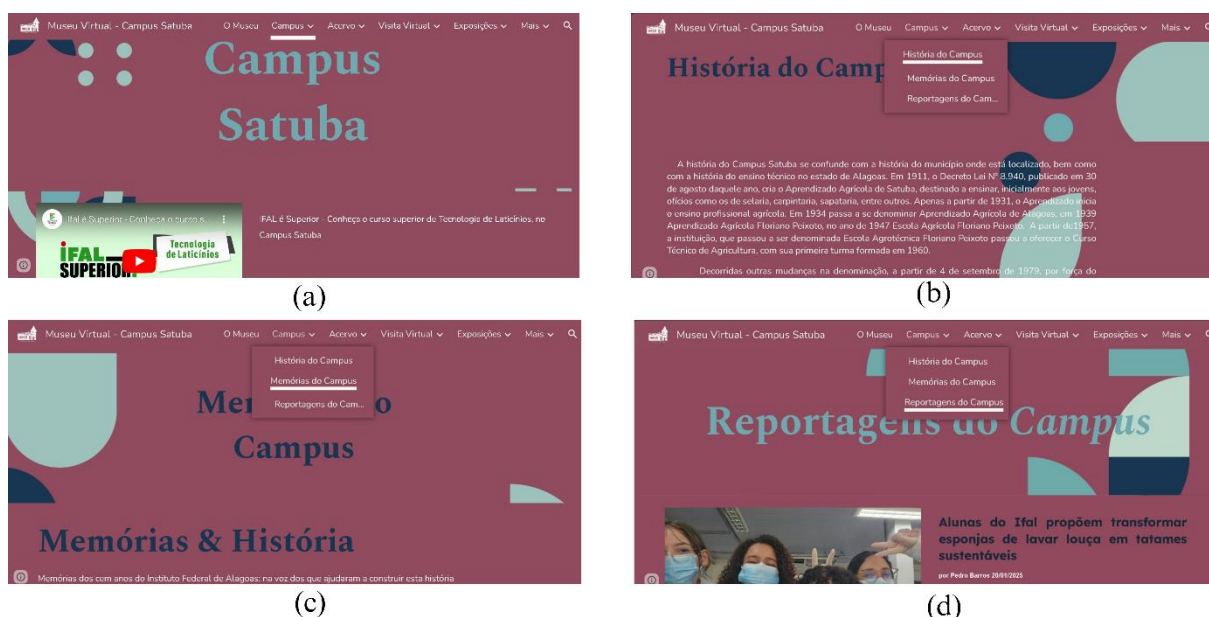 Museu Virtual - Campus Satuba O Museu Campus Acervo Visita Virtual Exposições Mais
Campus
Satuba
Ifal é Superior - Conheça o curso s...
IFAL
SUPERIOR
Tecnologia
de Laticínios
IFAL é Superior - Conheça o curso superior de Tecnologia de Laticínios, no
Campus Satuba
(a)
Museu Virtual - Campus Satuba O Museu Campus Acervo Visita Virtual Exposições Mais
História do Campus
Memórias do Campus
Reportagens do Cam...
História do Camp
A história do Campus Satuba se confunde com a história do município onde está localizado, bem como
com a história do ensino técnico no estado de Alagoas. Em 1911, o Decreto Lei Nº 8.940, publicado em 30
de agosto daquele ano, cria o Aprendizado Agrícola de Satuba, destinado a ensinar, inicialmente aos jovens,
ofícios como os de selaria, carpintaria, sapataria, entre outros. Apenas a partir de 1931, o Aprendizado inicia
o ensino profissional agrícola. Em 1934 passa a se denominar Aprendizado Agrícola de Alagoas, em 1939
Aprendizado Agrícola Floriano Peixoto, no ano de 1947 Escola Agrícola Floriano Peixoto. A partir de1957,
a instituição, que passou a ser denominada Escola Agrotécnica Floriano Peixoto passou a oferecer o Curso
Técnico de Agricultura, com sua primeira turma formada em 1960.
Decorridas outras mudanças na denominação, a partir de 4 de setembro de 1979, por força do
(b)
Museu Virtual - Campus Satuba O Museu Campus Acervo Visita Virtual Exposições Mais
História do Campus
Memórias do Campus
Reportagens do Cam...
Me o
Campus
Memórias & História
Memórias dos cem anos do Instituto Federal de Alagoas: na voz dos que ajudaram a construir esta história
(c)
Museu Virtual - Campus Satuba O Museu Campus Acervo Visita Virtual Exposições Mais
História do Campus
Memórias do Campus
Reportagens do Campus
Reportagens do Campus
Alunas do Ifal propõem transformar
esponjas de lavar louça em tatames
sustentáveis
por Pedro Barros 20/01/2025
(d)